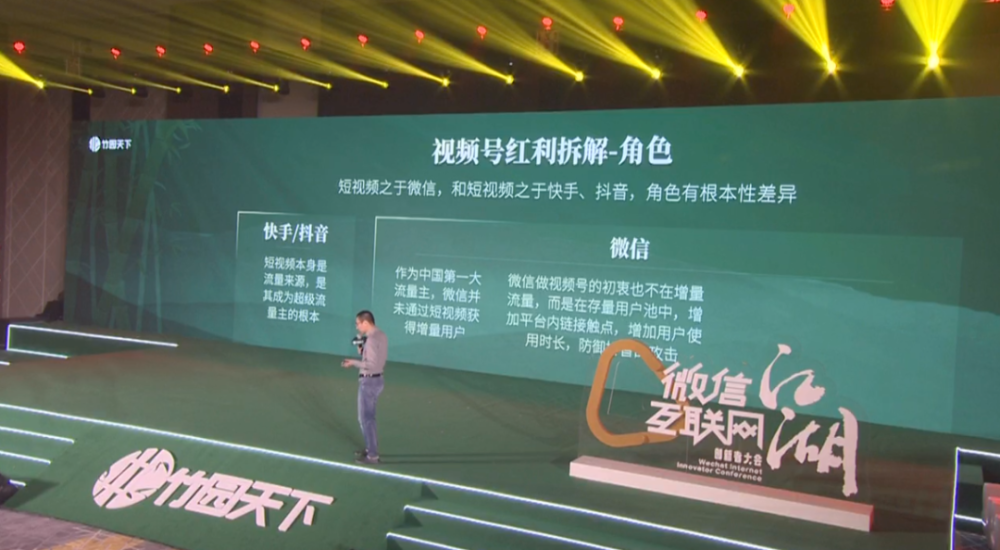 竹园天下
视频号红利拆解-角色
短视频之于微信，和短视频之于快手、抖音，角色有根本性差异
快手/抖音
短视频本身是
流量来源，是
其成为超级流
量主的根本
微信
作为中国第一大
流量主，微信并
未通过短视频获
得增量用户
微信做视频号的初衷也不在增量
流量，而是在存量用户池中，增
加平台内链接触点，增加用户使
用时长，防御 攻击
微信
互联网
江湖
创新者大会
Wechat Internet
Innovator Conference
竹园天下